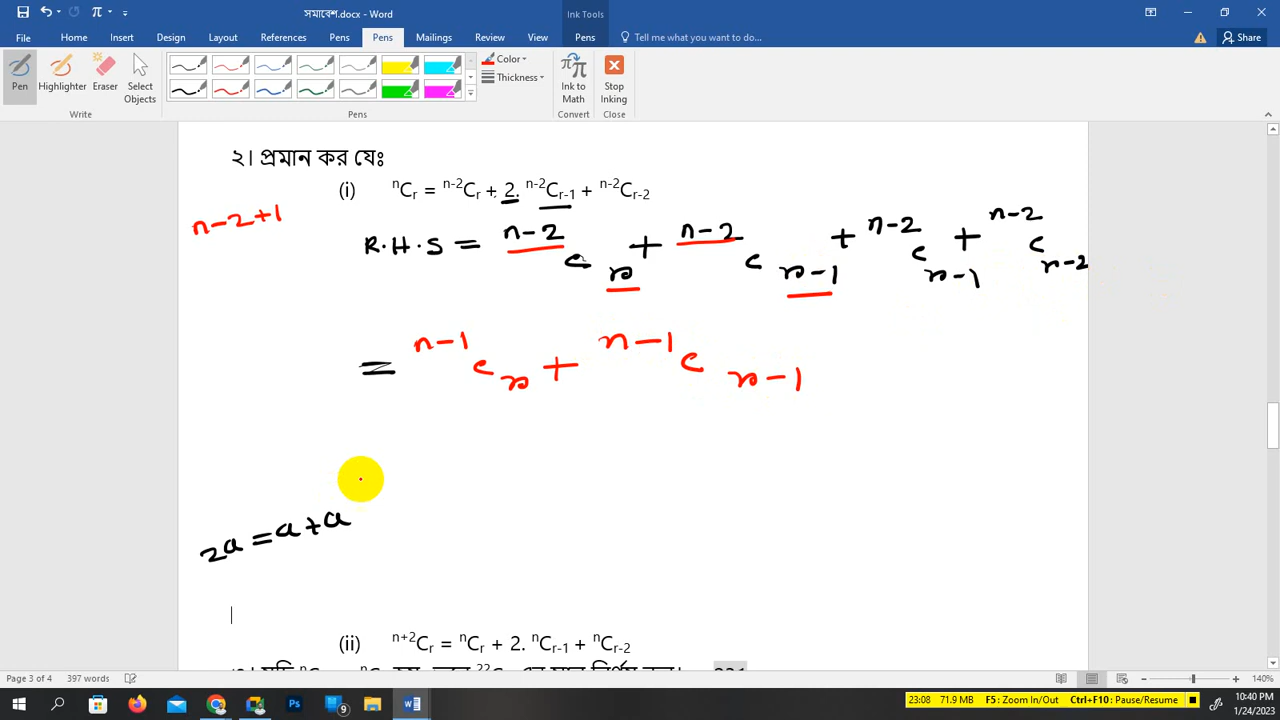 সমাবেশ.docx - Word
Ink Tools
File Home Insert Draw Design Layout References Mailings Review View Help Pens Tell me what you want to do... Share
Pen Highlighter Eraser Select Objects
Color
Thickness
Ink to Math
Stop Inking
Write Pens Convert Close
২। প্রমান কর যেঃ
(i) ⁿCᵣ = ⁿ⁻²Cᵣ + 2. ⁿ⁻²Cᵣ₋₁ + ⁿ⁻²Cᵣ₋₂
n-2+1
R.H.S = ⁿ⁻²Cᵣ + ⁿ⁻²Cᵣ₋₁ + ⁿ⁻²Cᵣ₋₁ + ⁿ⁻²Cᵣ₋₂
= ⁿ⁻¹Cᵣ + ⁿ⁻¹Cᵣ₋₁
2a = a+a
(ii) ⁿ⁺²Cᵣ = ⁿCᵣ + 2. ⁿCᵣ₋₁ + ⁿCᵣ₋₂
Page 3 of 4 397 words 140%
23:08 71.9 MB F5: Zoom In/Out Ctrl+F10: Pause/Resume
10:40 PM
1/24/2023